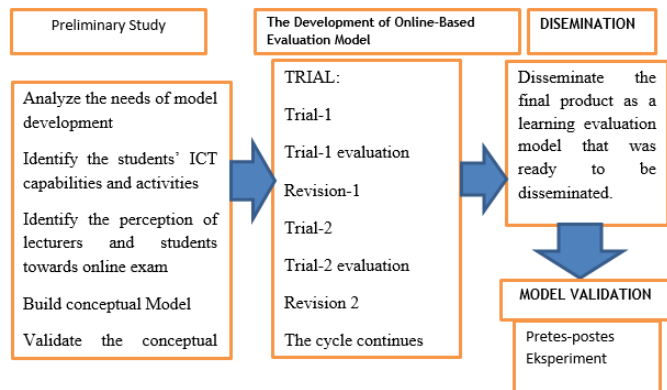 Preliminary Study
Analyze the needs of model
development
Identify the students' ICT
capabilities and activities
Identify the perception of
lecturers and students
towards online exam
Build conceptual Model
Validate the conceptual
The Development of Online-Based
Evaluation Model
TRIAL:
Trial-1
Trial-1 evaluation
Revision-1
Trial-2
Trial-2 evaluation
Revision 2
The cycle continues
DISEMINATION
Disseminate the
final product as a
learning evaluation
model that was
ready to be
disseminated.
MODEL VALIDATION
Pretes-postes
Eksperiment